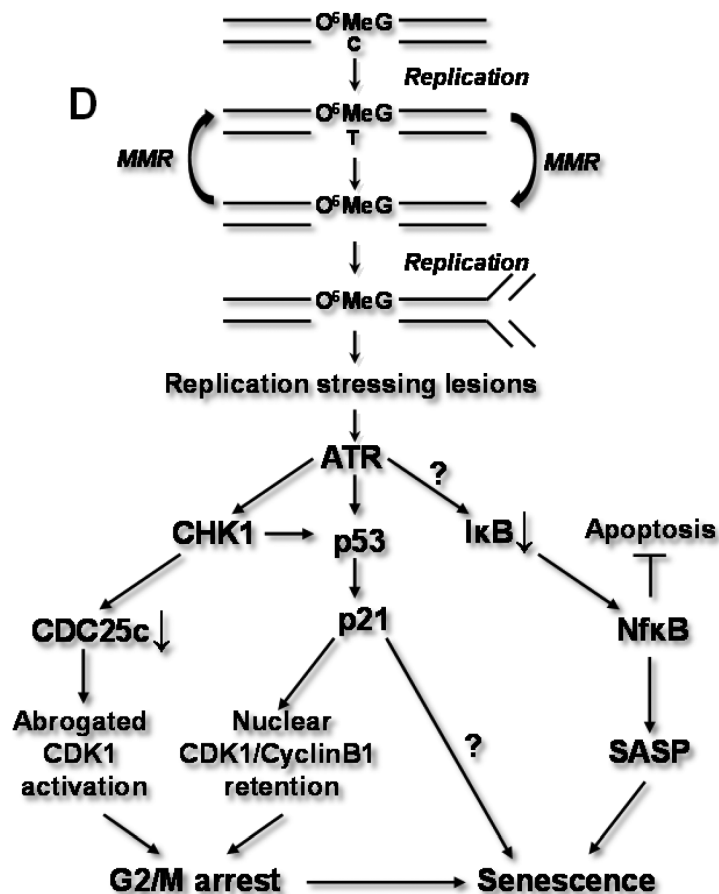 O⁶MeG
C
Replication
D
O⁶MeG
T
MMR
MMR
O⁶MeG
Replication
O⁶MeG
Replication stressing lesions
ATR
?
CHK1
p53
IκB↓
Apoptosis
CDC25c↓
p21
NfκB
Abrogated
CDK1
activation
Nuclear
CDK1/CyclinB1
retention
?
SASP
G2/M arrest
Senescence